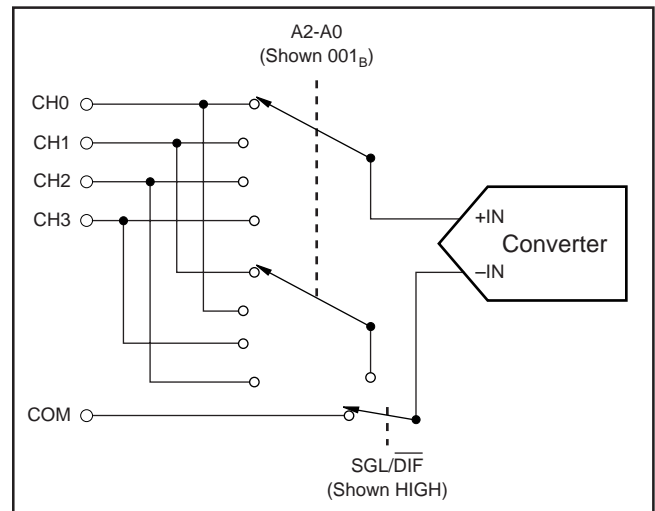 A2-A0
(Shown 001B)
CH0
CH1
CH2
CH3
+IN
Converter
–IN
COM
SGL/DIF
(Shown HIGH)